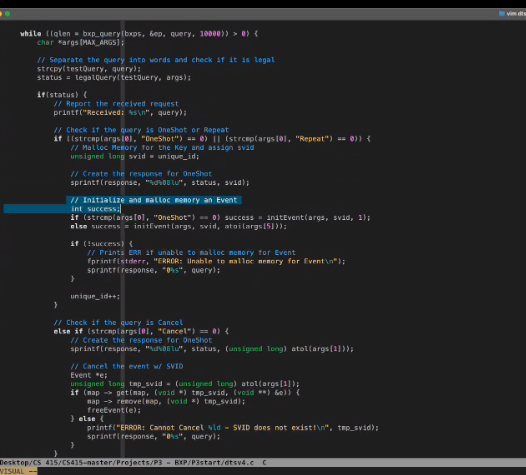 vim dts
while ((qlen = bxp_query(bxps, &ep, query, 10000)) > 0) {
char *args[MAX_ARGS];
// Separate the query into words and check if it is legal
strcpy(testQuery, query);
status = legalQuery(testQuery, args);
if(status) {
// Report the received request
printf("Received: %s\n", query);
// Check if the query is OneShot or Repeat
if ((strcmp(args[0], "OneShot") == 0) || (strcmp(args[0], "Repeat") == 0)) {
// Malloc Memory for the Key and assign svid
unsigned long svid = unique_id;
// Create the response for OneShot
sprintf(response, "%d%08lu", status, svid);
// Initialize and malloc memory an Event
int success;
if (strcmp(args[0], "OneShot") == 0) success = initEvent(args, svid, 1);
else success = initEvent(args, svid, atoi(args[5]));
if (!success) {
// Prints ERR if unable to malloc memory for Event
fprintf(stderr, "ERROR: Unable to malloc memory for Event\n");
sprintf(response, "0%s", query);
}
unique_id++;
}
// Check if the query is Cancel
else if (strcmp(args[0], "Cancel") == 0) {
// Create the response for OneShot
sprintf(response, "%d%08lu", status, (unsigned long) atol(args[1]));
// Cancel the event w/ SVID
Event *e;
unsigned long tmp_svid = (unsigned long) atol(args[1]);
if (map -> get(map, (void *) tmp_svid, (void **) &e)) {
map -> remove(map, (void *) tmp_svid);
freeEvent(e);
} else {
printf("ERROR: Cannot Cancel %ld - SVID does not exist!\n", tmp_svid);
sprintf(response, "0%s", query);
}
}
Desktop/CS 415/CS415-master/Projects/P3 - BXP/P3start/dtsv4.c C
VISUAL --